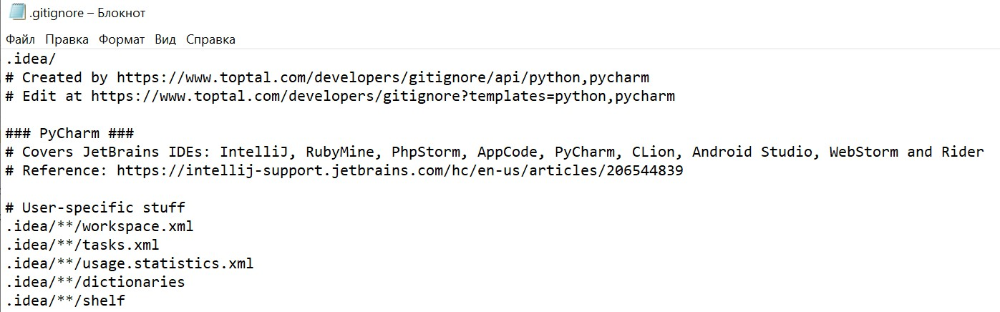 .gitignore – Блокнот
Файл Правка Формат Вид Справка
.idea/
# Created by https://www.toptal.com/developers/gitignore/api/python,pycharm
# Edit at https://www.toptal.com/developers/gitignore?templates=python,pycharm
### PyCharm ###
# Covers JetBrains IDEs: IntelliJ, RubyMine, PhpStorm, AppCode, PyCharm, CLion, Android Studio, WebStorm and Rider
# Reference: https://intellij-support.jetbrains.com/hc/en-us/articles/206544839
# User-specific stuff
.idea/**/workspace.xml
.idea/**/tasks.xml
.idea/**/usage.statistics.xml
.idea/**/dictionaries
.idea/**/shelf